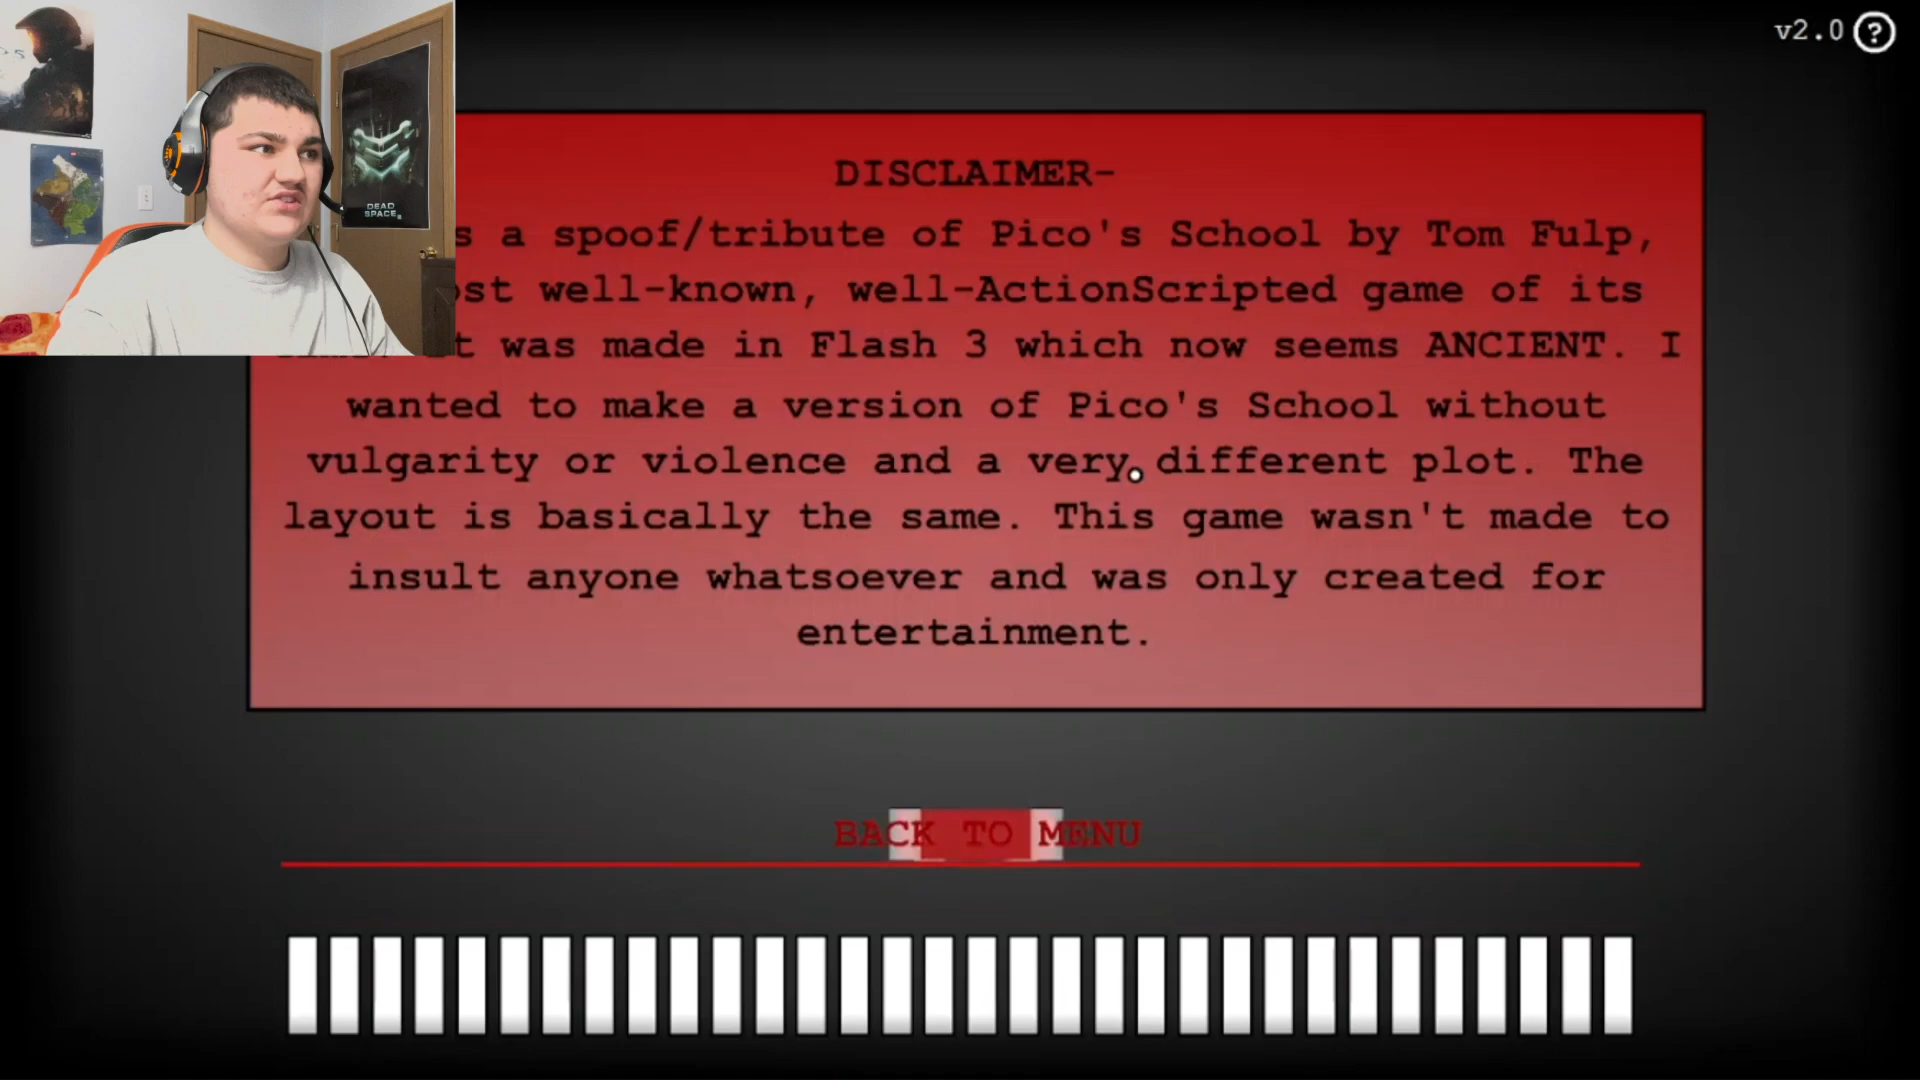 v2.0 ?
DISCLAIMER-
s a spoof/tribute of Pico's School by Tom Fulp,
st well-known, well-ActionScripted game of its
t was made in Flash 3 which now seems ANCIENT. I
wanted to make a version of Pico's School without
vulgarity or violence and a very different plot. The
layout is basically the same. This game wasn't made to
insult anyone whatsoever and was only created for
entertainment.
BACK TO MENU
DEAD
SPACE